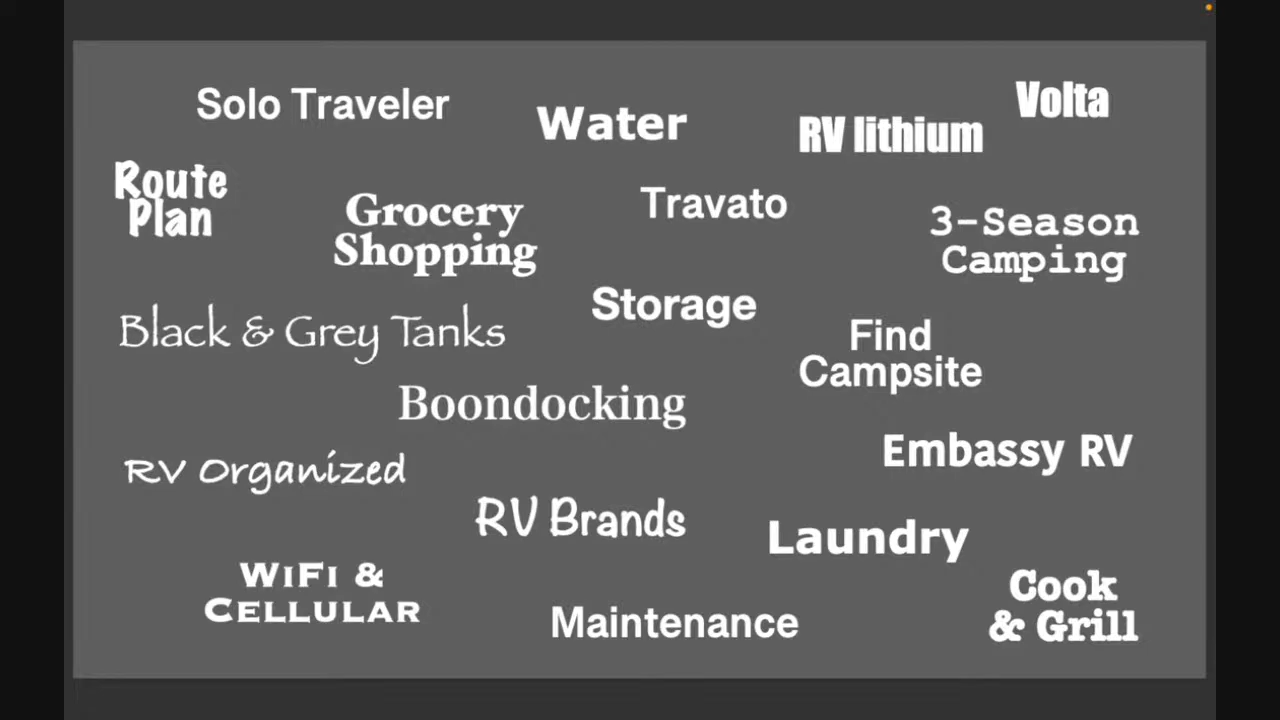 Solo Traveler
Water
RV lithium
Volta
Route
Plan
Grocery
Shopping
Travato
3-Season
Camping
Black & Grey Tanks
Storage
Find
Campsite
Boondocking
Embassy RV
RV Organized
RV Brands
Laundry
WiFi &
Cellular
Maintenance
Cook
& Grill